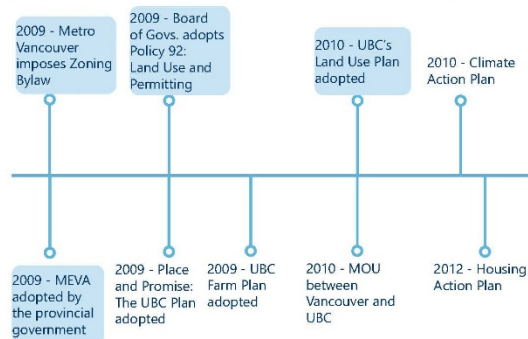 2009 - Metro
Vancouver
imposes Zoning
Bylaw
2009 - Board
of Govs. adopts
Policy 92:
Land Use and
Permitting
2010 - UBC's
Land Use Plan
adopted
2010 - Climate
Action Plan
2009 - MEVA
adopted by
the provincial
government
2009 - Place
and Promise:
The UBC Plan
adopted
2009 - UBC
Farm Plan
adopted
2010 - MOU
between
Vancouver and
UBC
2012 - Housing
Action Plan